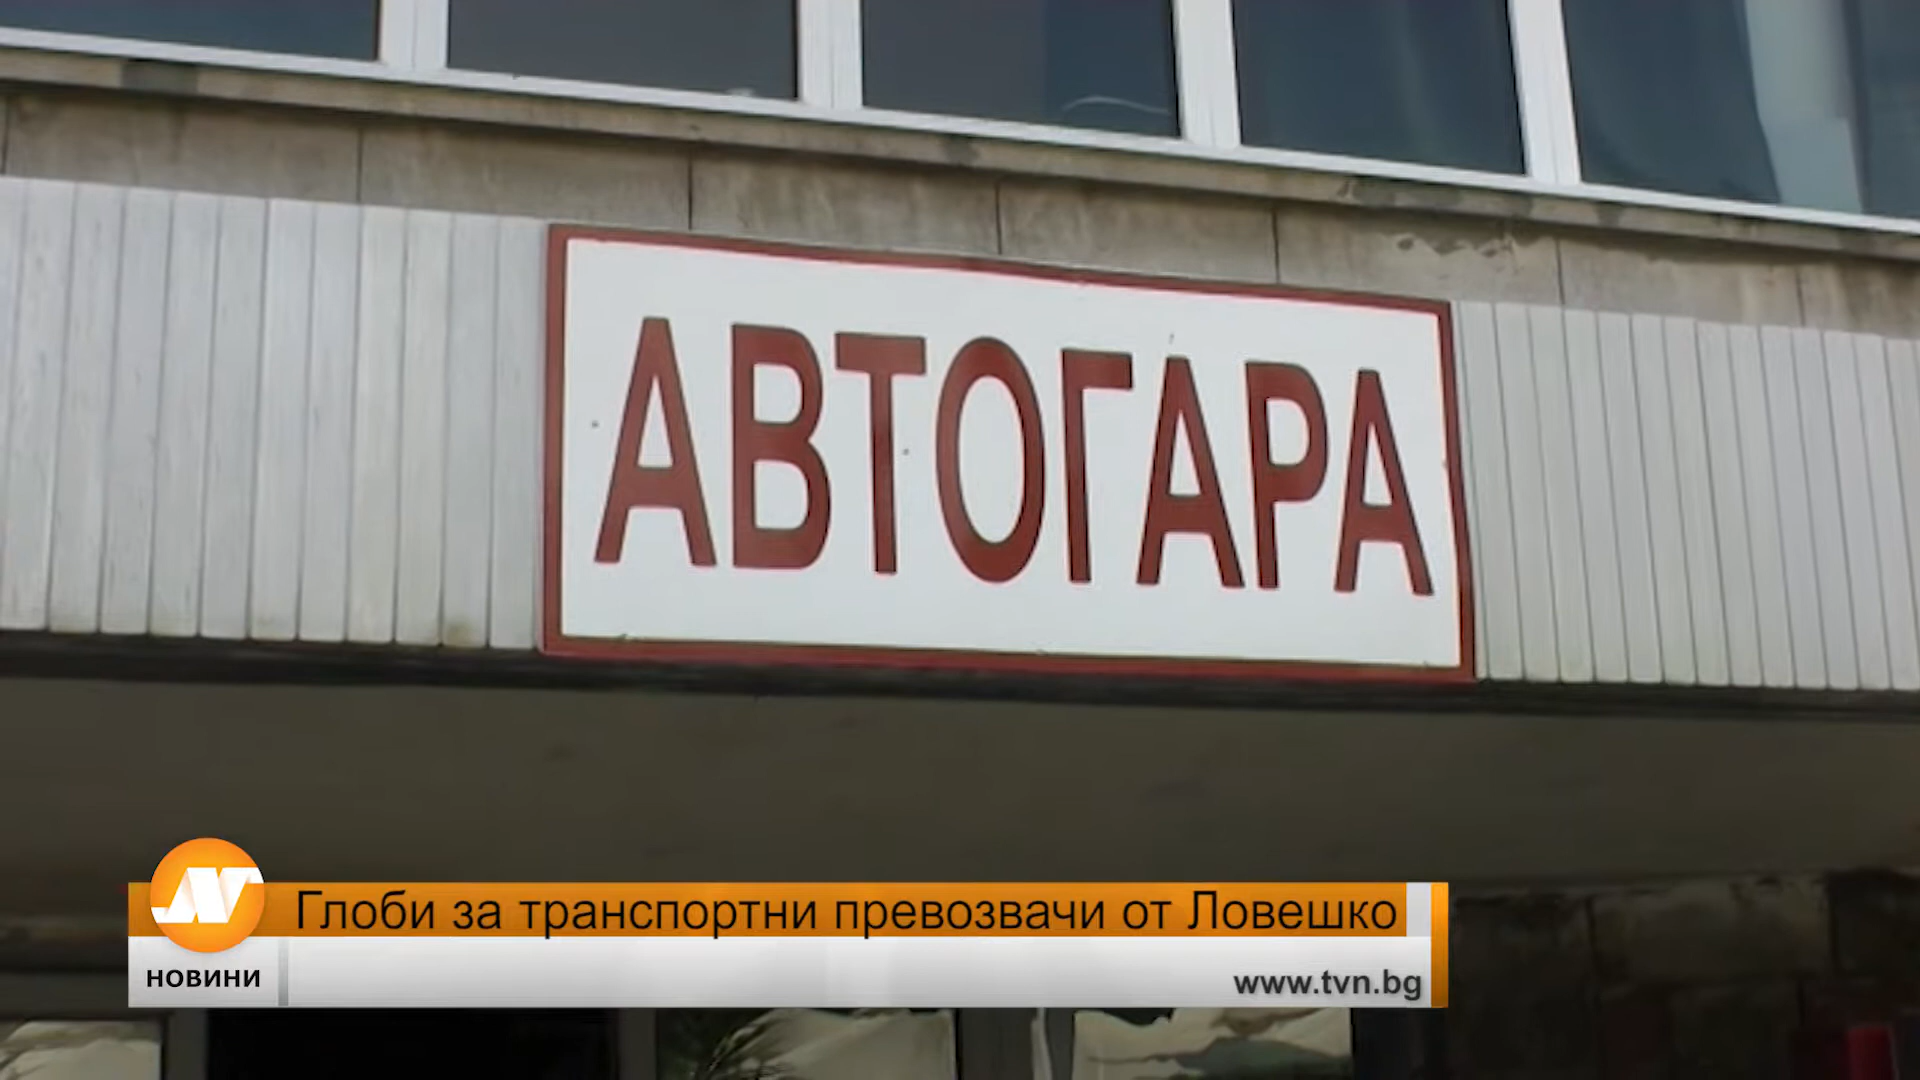 АВТОГАРА
Глоби за транспортни превозвачи от Ловешко
НОВИНИ
www.tvn.bg